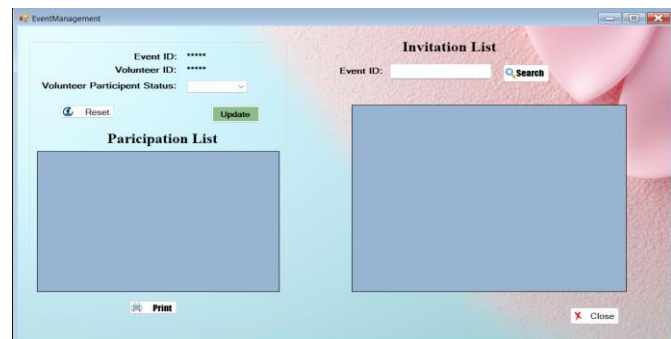 EventManagement
Event ID: *****
Volunteer ID: *****
Volunteer Participent Status:
Reset
Update
Paricipation List
Print
Invitation List
Event ID:
Search
Close